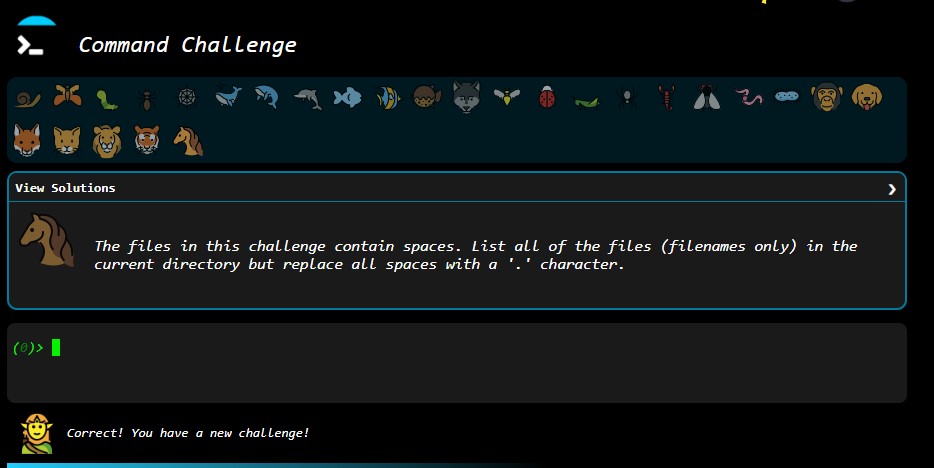 Command Challenge
View Solutions
The files in this challenge contain spaces. List all of the files (filenames only) in the
current directory but replace all spaces with a '.' character.
(0)>
Correct! You have a new challenge!